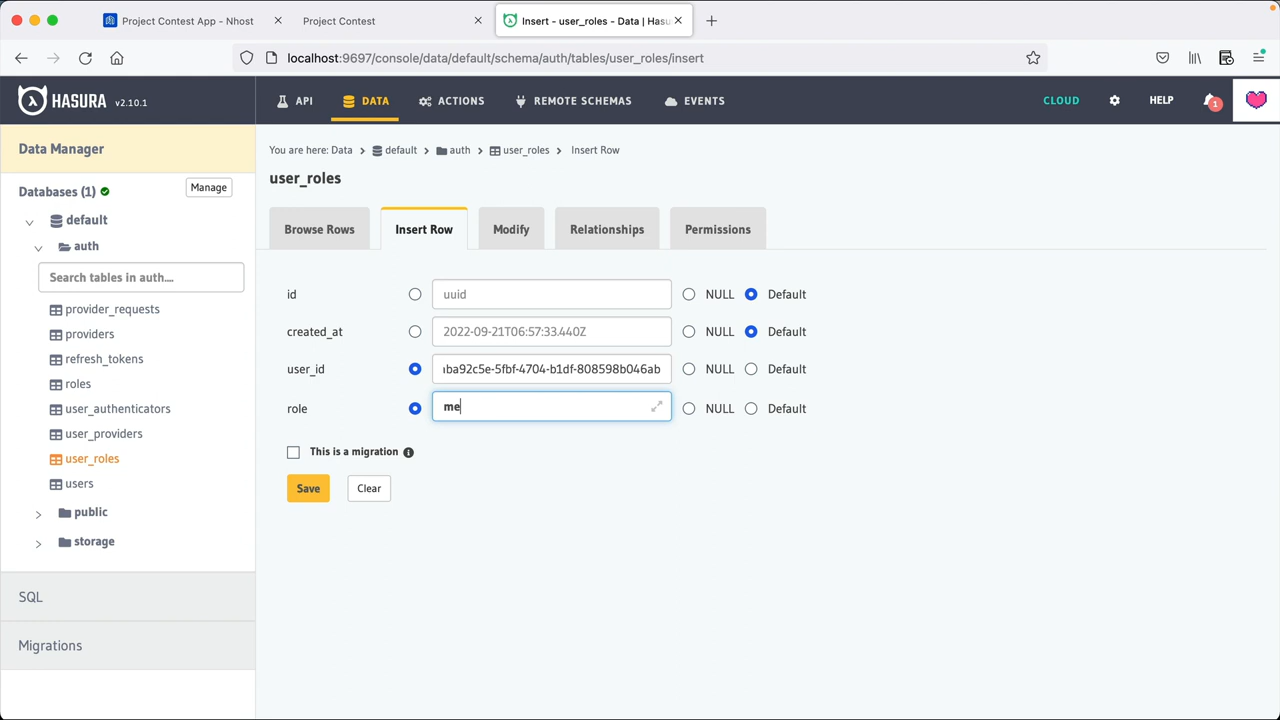 Project Contest App - Nhost
Project Contest
Insert - user_roles - Data | Hasu
localhost:9697/console/data/default/schema/auth/tables/user_roles/insert
HASURA v2.10.1
API
DATA
ACTIONS
REMOTE SCHEMAS
EVENTS
CLOUD
HELP
1
Data Manager
Databases (1)
Manage
default
auth
Search tables in auth....
provider_requests
providers
refresh_tokens
roles
user_authenticators
user_providers
user_roles
users
public
storage
SQL
Migrations
You are here: Data > default > auth > user_roles > Insert Row
user_roles
Browse Rows
Insert Row
Modify
Relationships
Permissions
id uuid NULL Default
created_at 2022-09-21T06:57:33.440Z NULL Default
user_id ba92c5e-5fbf-4704-b1df-808598b046ab NULL Default
role me NULL Default
This is a migration
Save
Clear